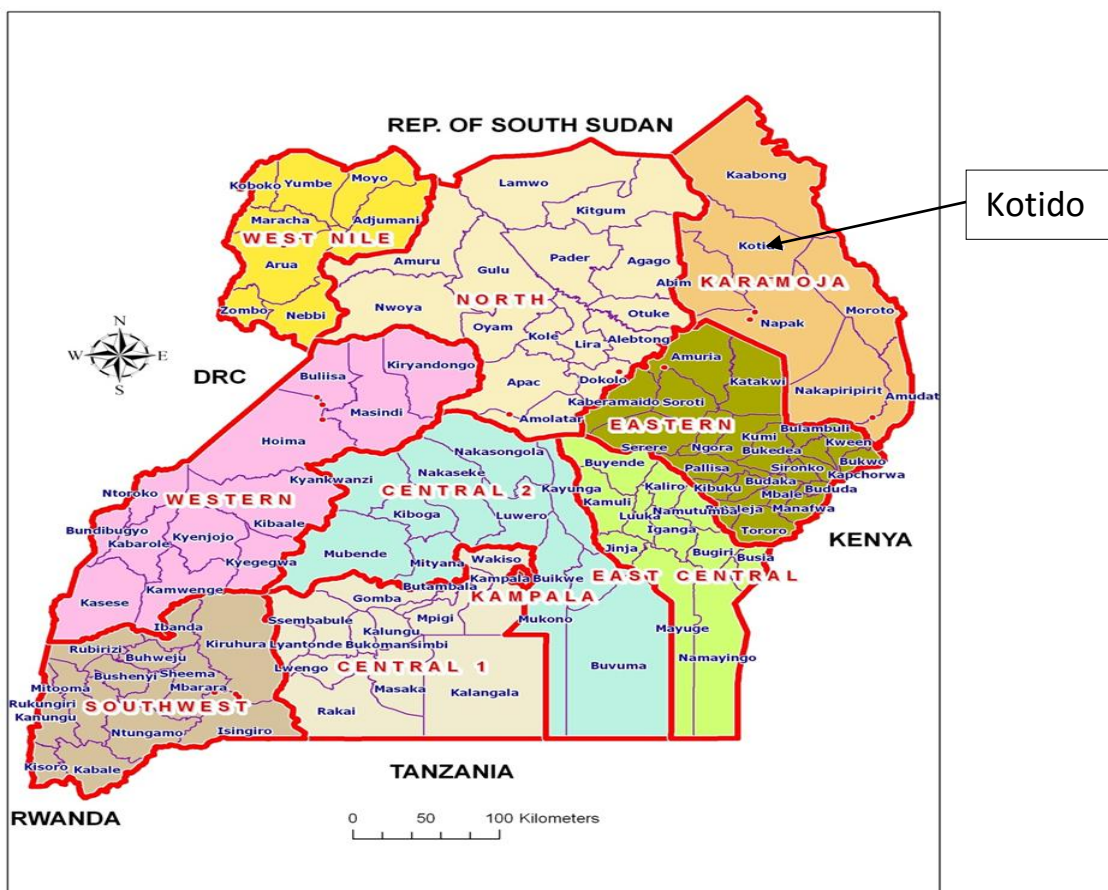 REP. OF SOUTH SUDAN
Kaabong
Koboko Yumbe Moyo
Lamwo
Kitgum
Kotido
Maracha Adjumani
WEST NILE
Amuru
Gulu
Pader
Agago
Abim
KARAMOJA
Arua
Nwoya
NORTH
Otuke
Moroto
Zombo Nebbi
Oyam
Kole
Lira Alebtong
Napak
N
W E
S
DRC
Buliisa
Kiryandongo
Amuria
Katakwi
Apac
Dokolo
Nakapiripirit
Amudat
Masindi
Kaberamaido Soroti
Amolatar
EASTERN
Bulambuli
Hoima
Serere Ngora Kumi
Bukedea
Kween
Bukwo
Nakasongola
Buyende
Pallisa
Sironko
Kapchorwa
Nakaseke
Kyankwanzi
CENTRAL 2
Kayunga
Kaliro Kibuku
Budaka
Bududa
Ntoroko
WESTERN
Kamuli
Mbale
Luuka Namutumba
Manafwa
Kiboga
Luwero
Iganga
Tororo
Bundibugyo
Kabarole
Kyenjojo
Kibaale
KENYA
Mubende
Mityana
Wakiso
Jinja
Bugiri
Busia
Kyegegwa
Kampala Buikwe
EAST CENTRAL
Kasese
Kamwenge
Butambala
Gomba
KAMPALA
Mpigi
Mukono
Ibanda
Ssembabule
Kalungu
Mayuge
Rubirizi
Kiruhura
Lyantonde Bukomansimbi
Namayingo
Buhweju
Bushenyi Sheema
Lwengo
CENTRAL 1
Buvuma
Mitooma
Mbarara
Masaka
Kalangala
Rukungiri
Kanungu
SOUTHWEST
Rakai
Ntungamo
Isingiro
Kisoro Kabale
TANZANIA
RWANDA
0 50 100 Kilometers